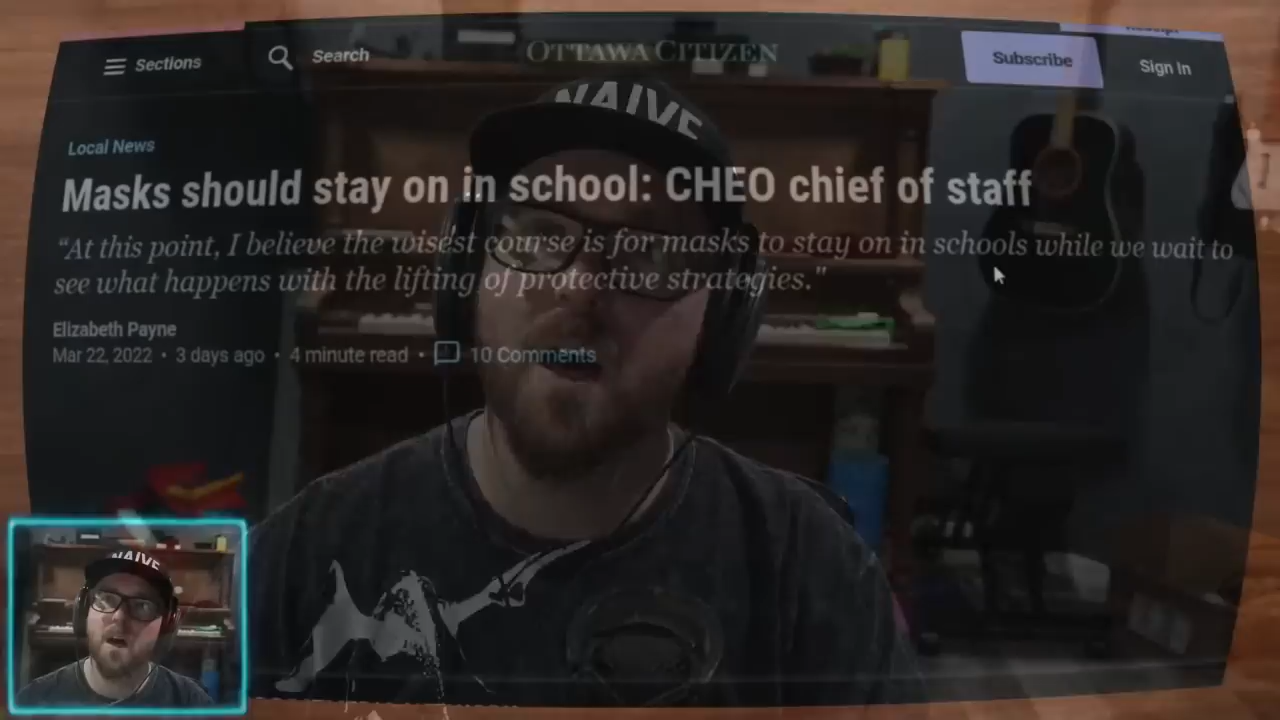 Sections
Search
OTTAWA CITIZEN
Subscribe
Sign In
NAIVE
Local News
Masks should stay on in school: CHEO chief of staff
“At this point, I believe the wisest course is for masks to stay on in schools while we wait to
see what happens with the lifting of protective strategies."
Elizabeth Payne
Mar 22, 2022 • 3 days ago • 4 minute read • 10 Comments
NAIVE